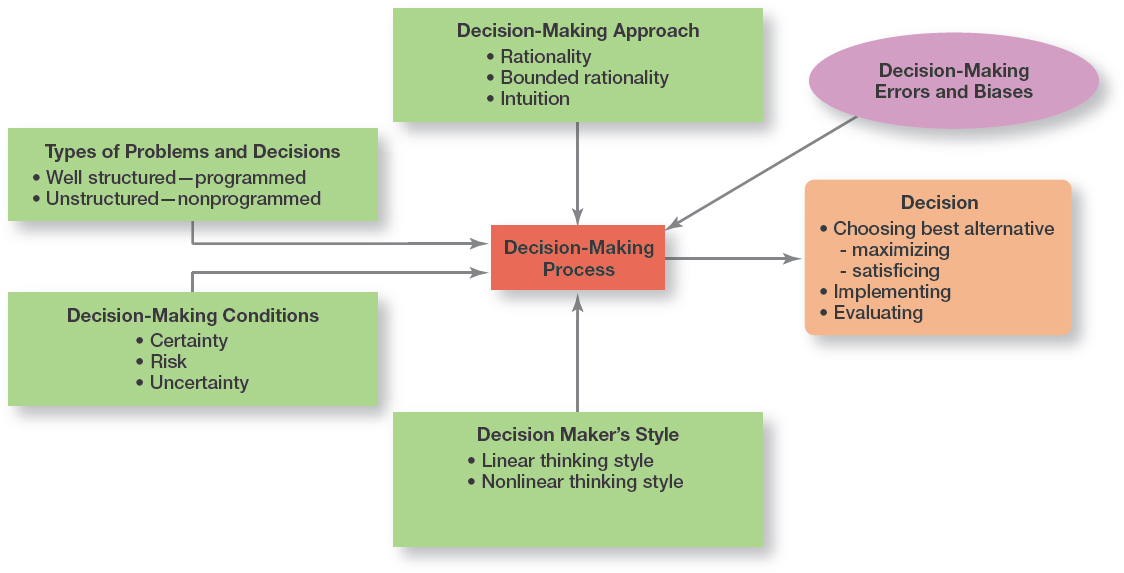 Decision-Making Approach
• Rationality
• Bounded rationality
• Intuition
Decision-Making
Errors and Biases
Types of Problems and Decisions
• Well structured—programmed
• Unstructured—nonprogrammed
Decision
• Choosing best alternative
- maximizing
- satisficing
• Implementing
• Evaluating
Decision-Making
Process
Decision-Making Conditions
• Certainty
• Risk
• Uncertainty
Decision Maker’s Style
• Linear thinking style
• Nonlinear thinking style